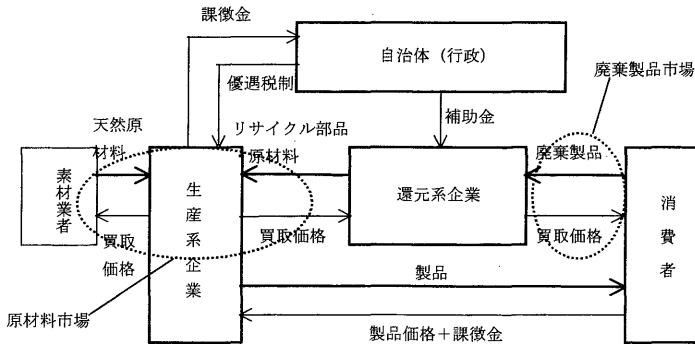 課徴金
自治体（行政）
廃棄製品市場
優遇税制
天然原
材料
リサイクル部品
原材料
補助金
廃棄製品
素材業者
生産系企業
還元系企業
消費者
買取
価格
買取価格
買取価格
製品
原材料市場
製品価格＋課徴金